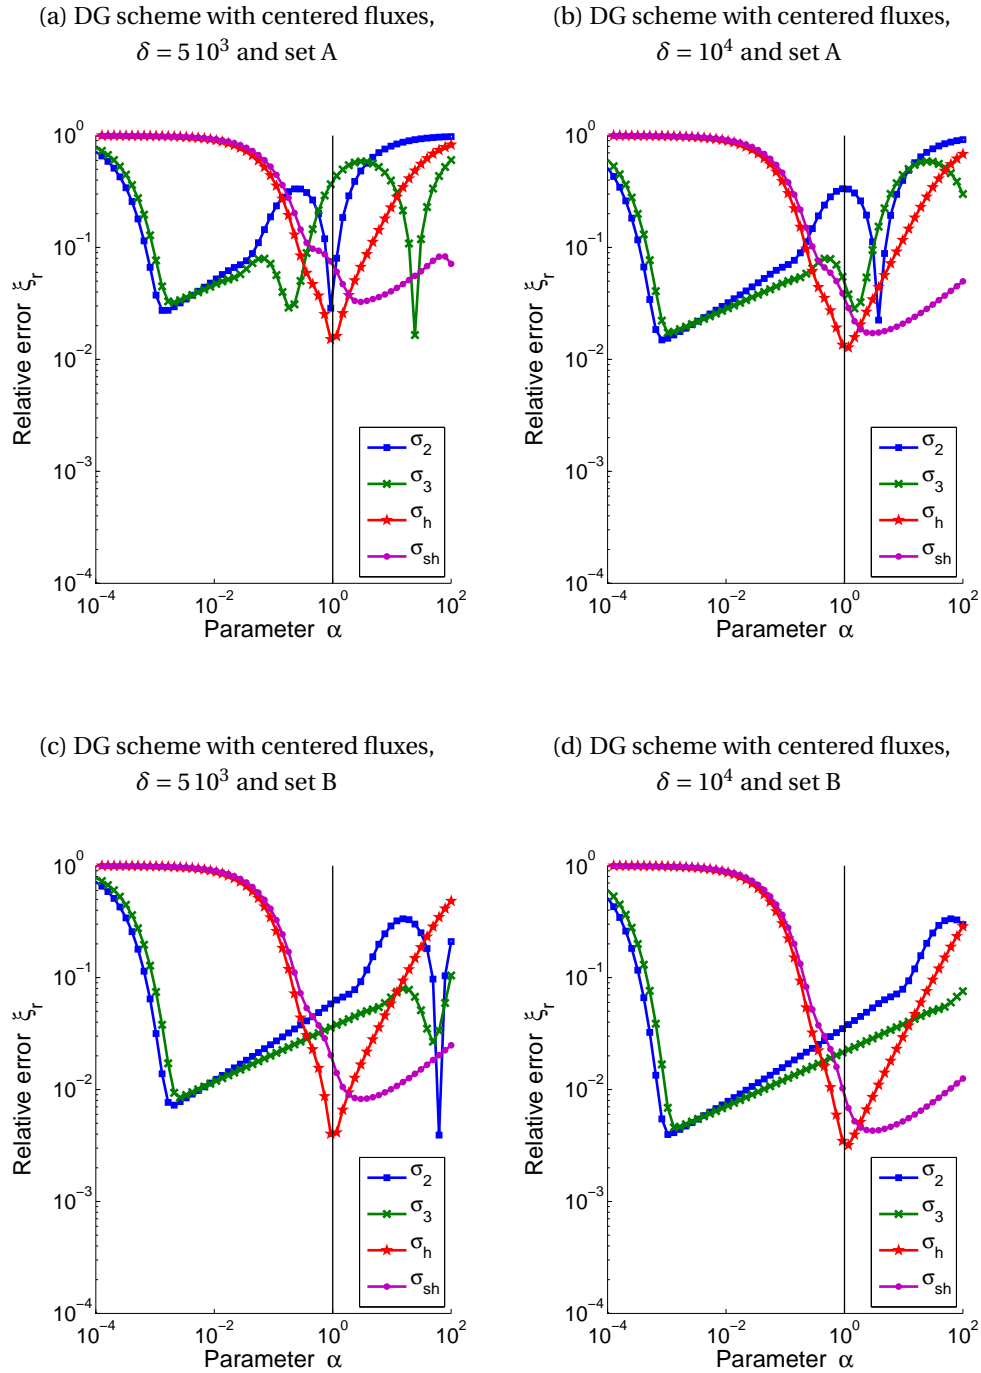 (a) DG scheme with centered fluxes,
δ = 5 10³ and set A
10⁰
10⁻¹
10⁻²
10⁻³
10⁻⁴
Relative error ξᵣ
σ₂
σ₃
σₕ
σₛₕ
10⁻⁴ 10⁻² 10⁰ 10²
Parameter α
(b) DG scheme with centered fluxes,
δ = 10⁴ and set A
10⁰
10⁻¹
10⁻²
10⁻³
10⁻⁴
Relative error ξᵣ
σ₂
σ₃
σₕ
σₛₕ
10⁻⁴ 10⁻² 10⁰ 10²
Parameter α
(c) DG scheme with centered fluxes,
δ = 5 10³ and set B
10⁰
10⁻¹
10⁻²
10⁻³
10⁻⁴
Relative error ξᵣ
σ₂
σ₃
σₕ
σₛₕ
10⁻⁴ 10⁻² 10⁰ 10²
Parameter α
(d) DG scheme with centered fluxes,
δ = 10⁴ and set B
10⁰
10⁻¹
10⁻²
10⁻³
10⁻⁴
Relative error ξᵣ
σ₂
σ₃
σₕ
σₛₕ
10⁻⁴ 10⁻² 10⁰ 10²
Parameter α